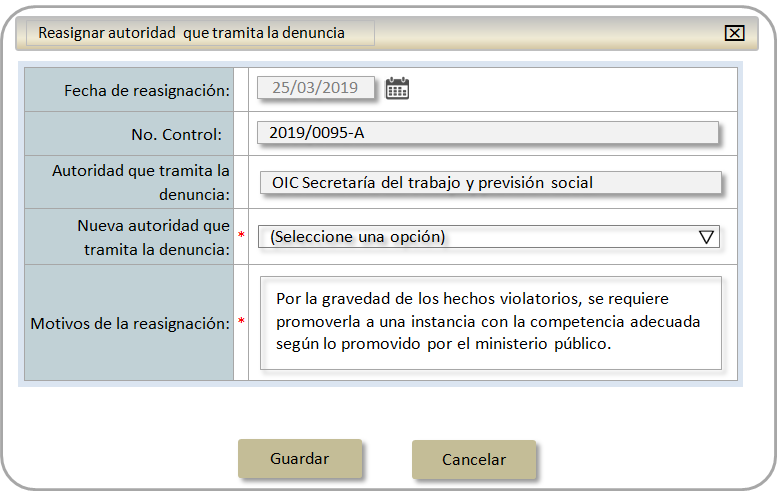 Reasignar autoridad que tramita la denuncia
Fecha de reasignación:
25/03/2019
No. Control:
2019/0095-A
Autoridad que tramita la
denuncia:
OIC Secretaría del trabajo y previsión social
Nueva autoridad que
tramita la denuncia:
*
(Seleccione una opción)
Motivos de la reasignación:
*
Por la gravedad de los hechos violatorios, se requiere
promoverla a una instancia con la competencia adecuada
según lo promovido por el ministerio público.
Guardar
Cancelar